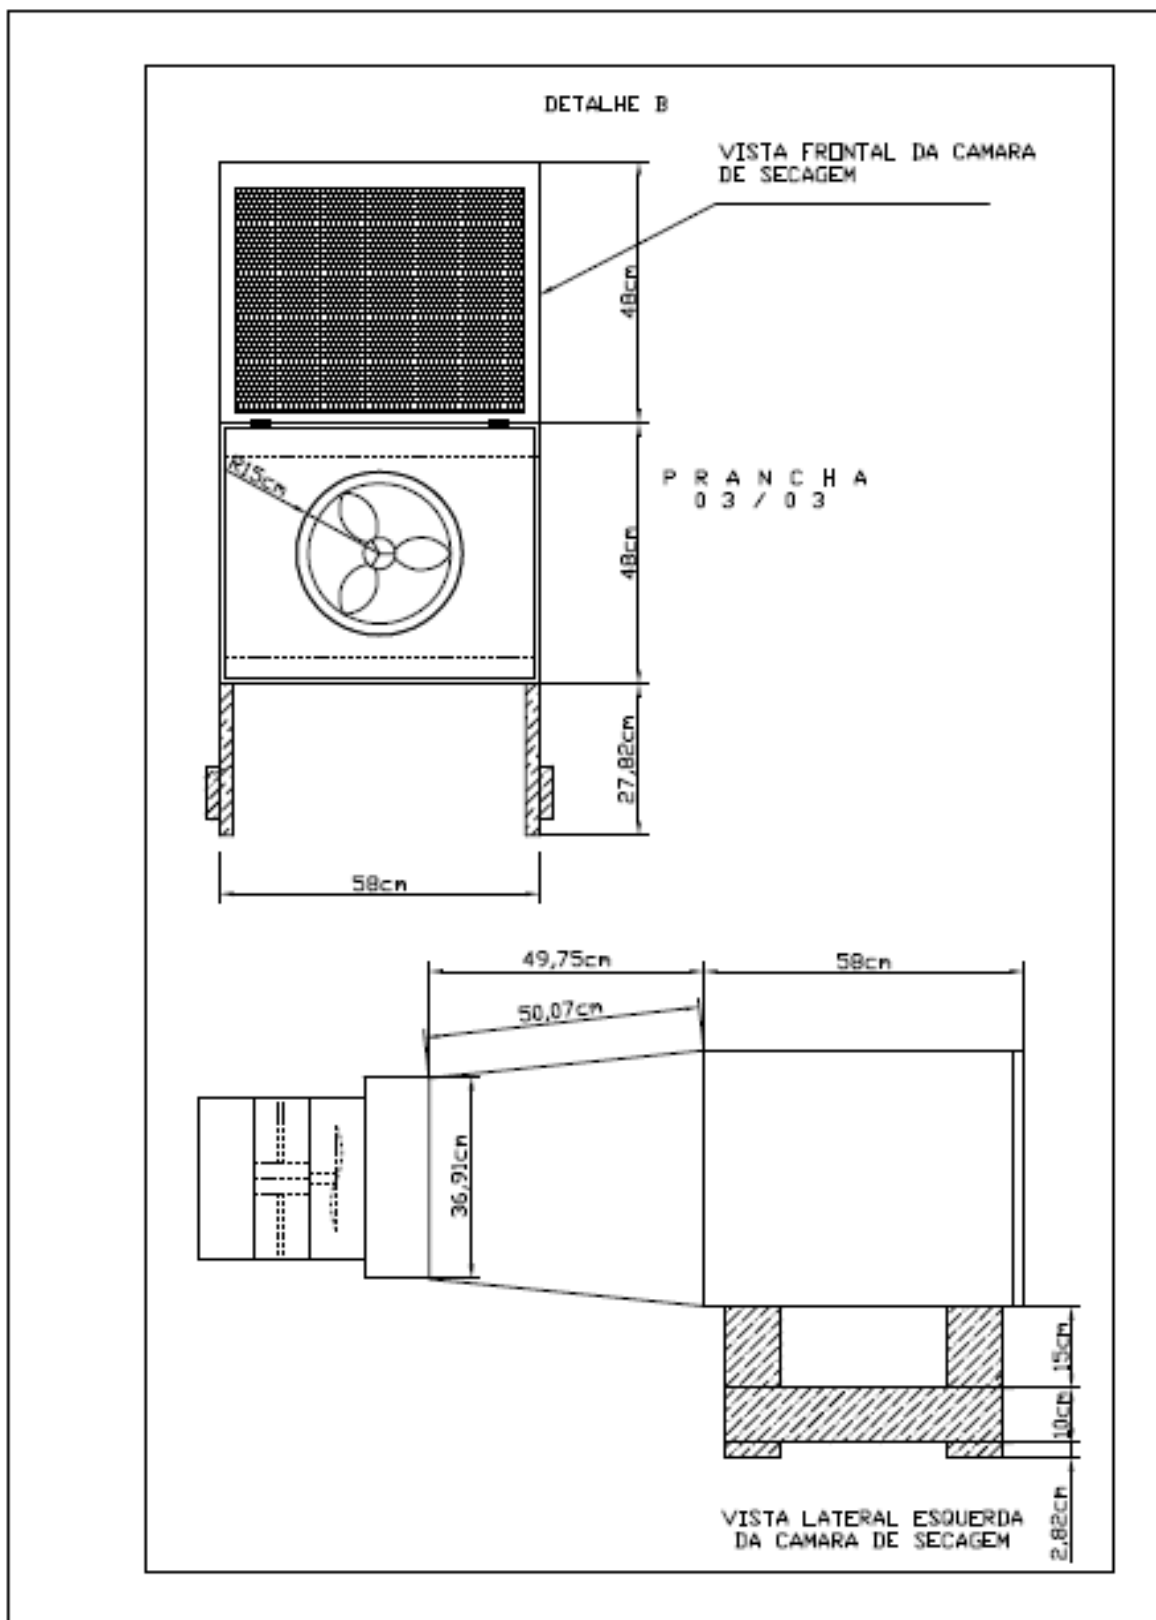 DETALHE B
VISTA FRONTAL DA CAMARA
DE SECAGEM
48cm
R15cm
P R A N C H A
0 3 / 0 3
48cm
27,82cm
58cm
49,75cm
58cm
50,07cm
36,91cm
15cm
10cm
2,82cm
VISTA LATERAL ESQUERDA
DA CAMARA DE SECAGEM